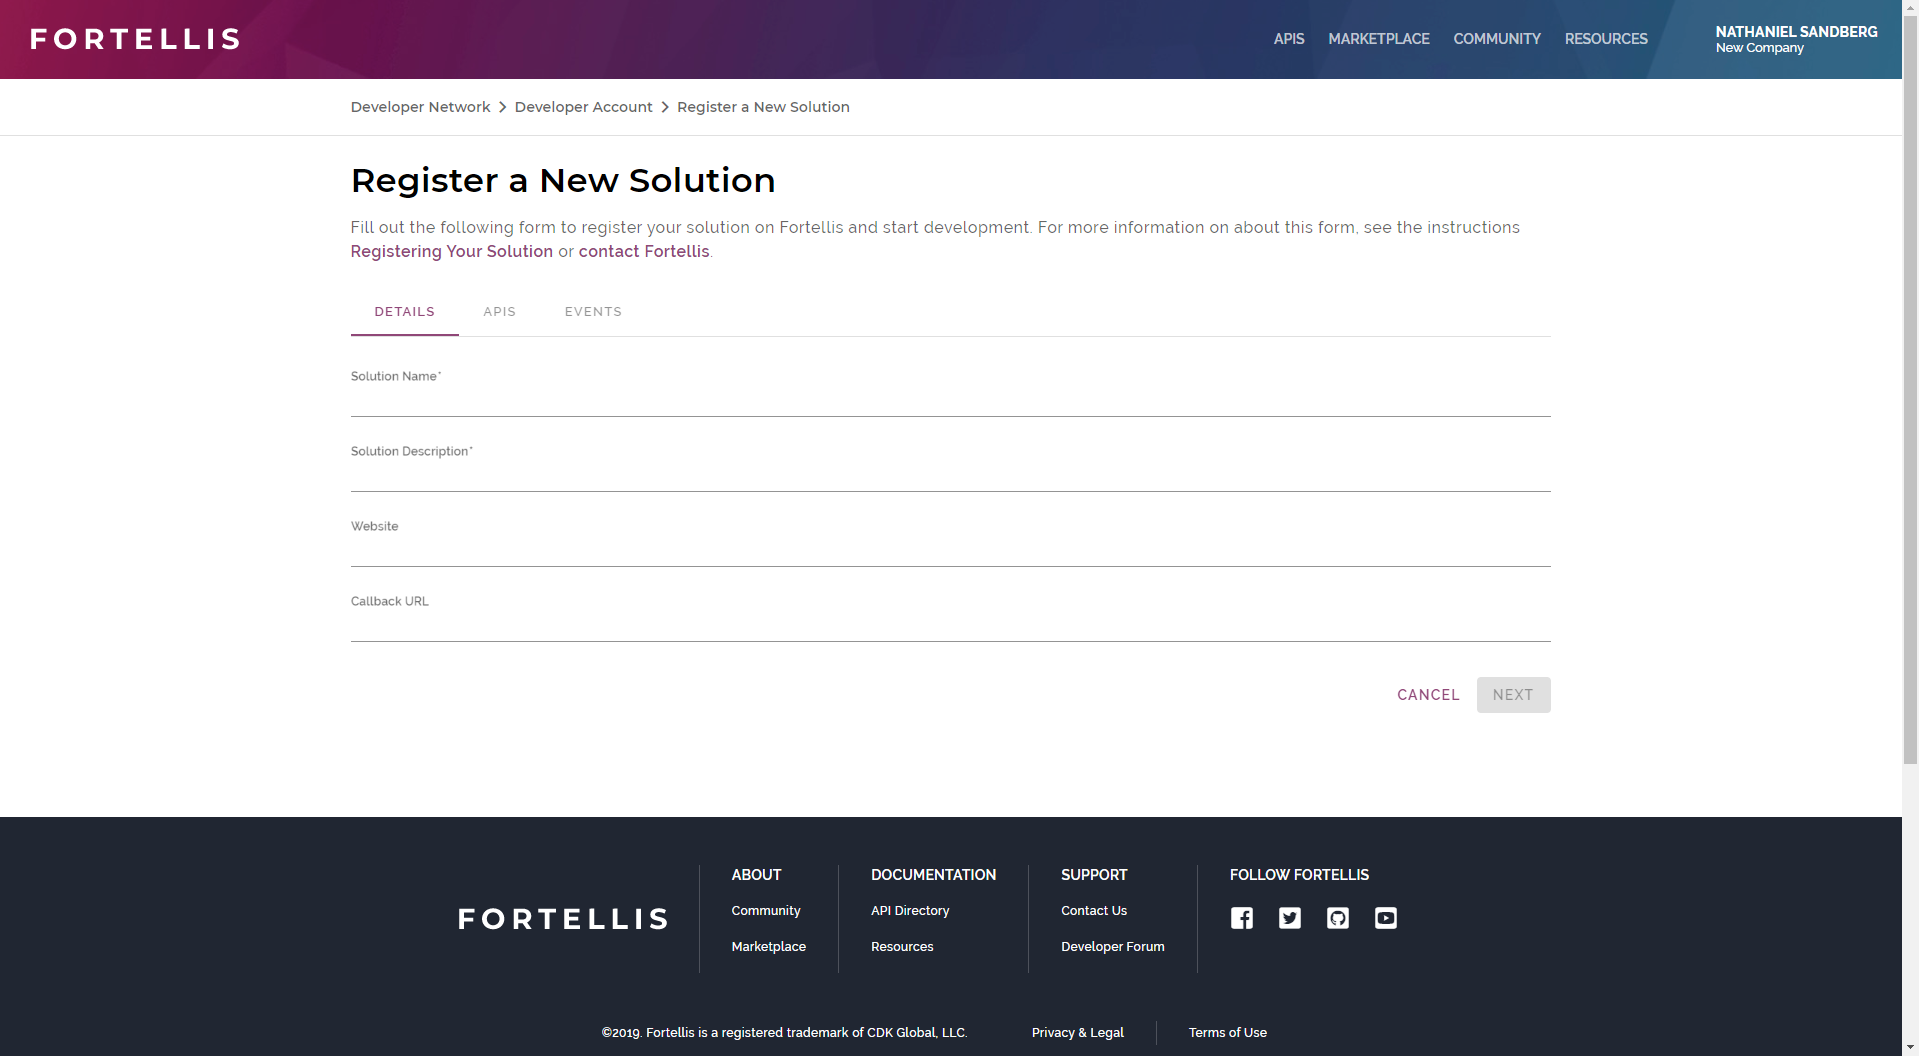 FORTELLIS
APIS MARKETPLACE COMMUNITY RESOURCES
NATHANIEL SANDBERG
New Company
Developer Network > Developer Account > Register a New Solution
Register a New Solution
Fill out the following form to register your solution on Fortellis and start development. For more information on about this form, see the instructions
Registering Your Solution or contact Fortellis.
DETAILS APIS EVENTS
Solution Name*
Solution Description*
Website
Callback URL
CANCEL NEXT
FORTELLIS
ABOUT
Community
Marketplace
DOCUMENTATION
API Directory
Resources
SUPPORT
Contact Us
Developer Forum
FOLLOW FORTELLIS
©2019. Fortellis is a registered trademark of CDK Global, LLC.
Privacy & Legal
Terms of Use